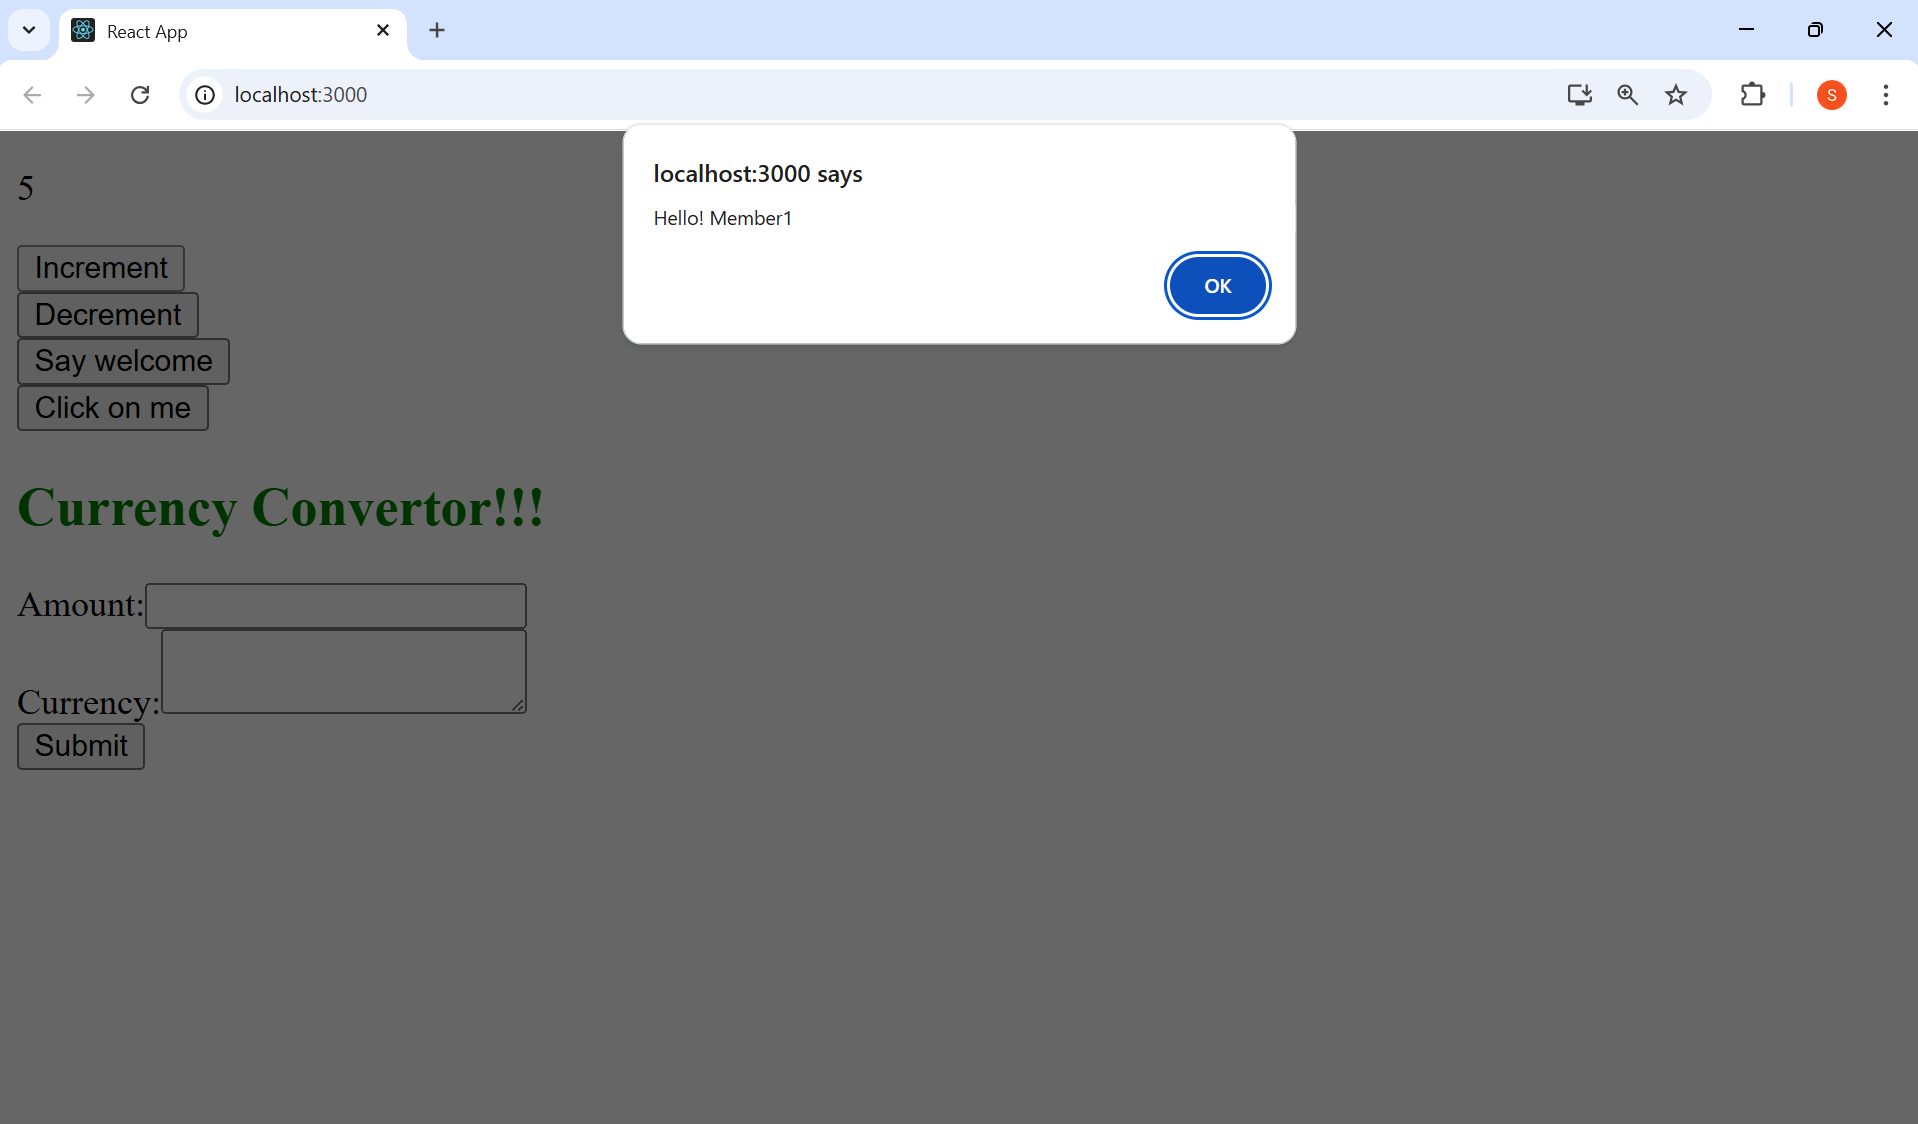 React App
localhost:3000
S
localhost:3000 says
Hello! Member1
OK
5
Increment
Decrement
Say welcome
Click on me
Currency Convertor!!!
Amount:
Currency:
Submit